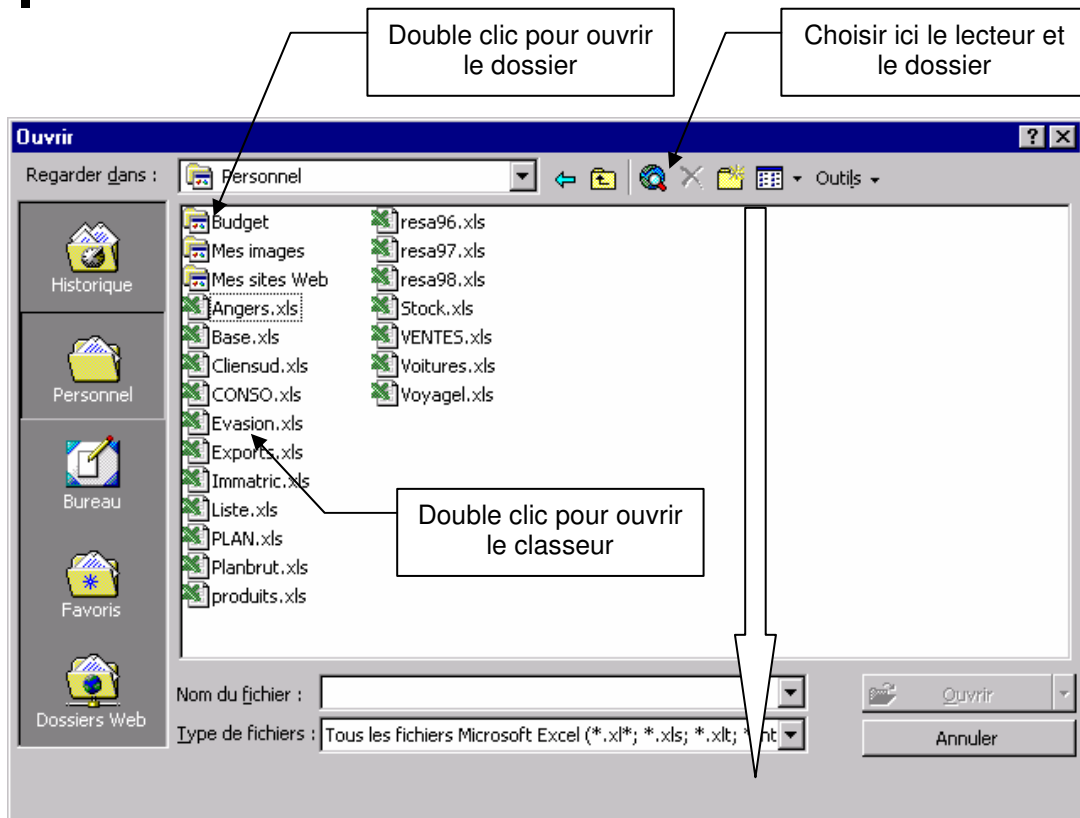 Double clic pour ouvrir
le dossier
Choisir ici le lecteur et
le dossier
Ouvrir
Regarder dans :
Personnel
Outils
Historique
Personnel
Bureau
Favoris
Dossiers Web
Budget
Mes images
Mes sites Web
Angers.xls
Base.xls
Cliensud.xls
CONSO.xls
Evasion.xls
Exports.xls
Immatric.xls
Liste.xls
PLAN.xls
Planbrut.xls
produits.xls
resa96.xls
resa97.xls
resa98.xls
Stock.xls
VENTES.xls
Voitures.xls
Voyagel.xls
Double clic pour ouvrir
le classeur
Nom du fichier :
Ouvrir
Type de fichiers :
Tous les fichiers Microsoft Excel (*.xl*; *.xls; *.xlt;
Annuler